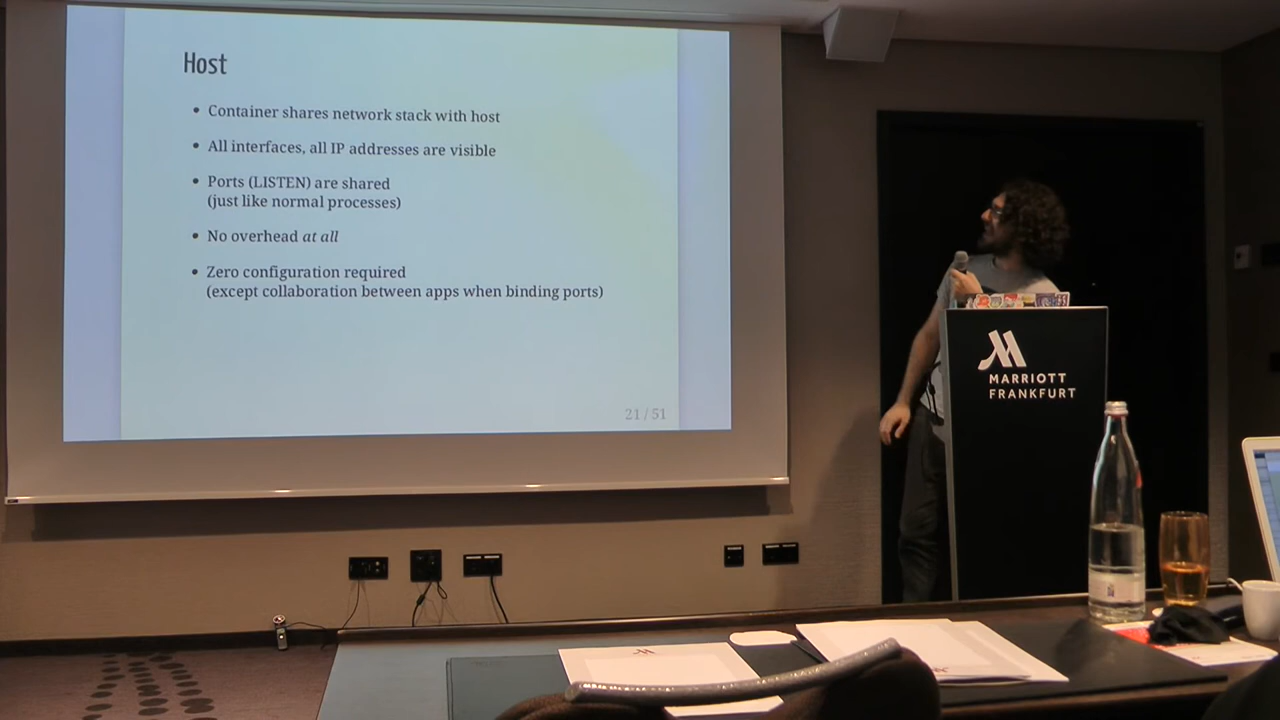 Host
• Container shares network stack with host
• All interfaces, all IP addresses are visible
• Ports (LISTEN) are shared
(just like normal processes)
• No overhead at all
• Zero configuration required
(except collaboration between apps when binding ports)
21 / 51
MARRIOTT
FRANKFURT